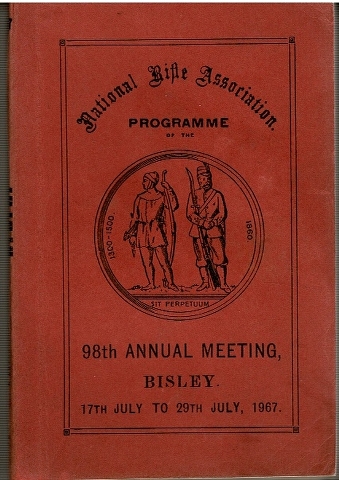 National Rifle Association.
PROGRAMME
OF THE
1300-1500.
1860
SIT PERPETUUM
98th ANNUAL MEETING,
BISLEY.
17TH JULY TO 29TH JULY, 1967.